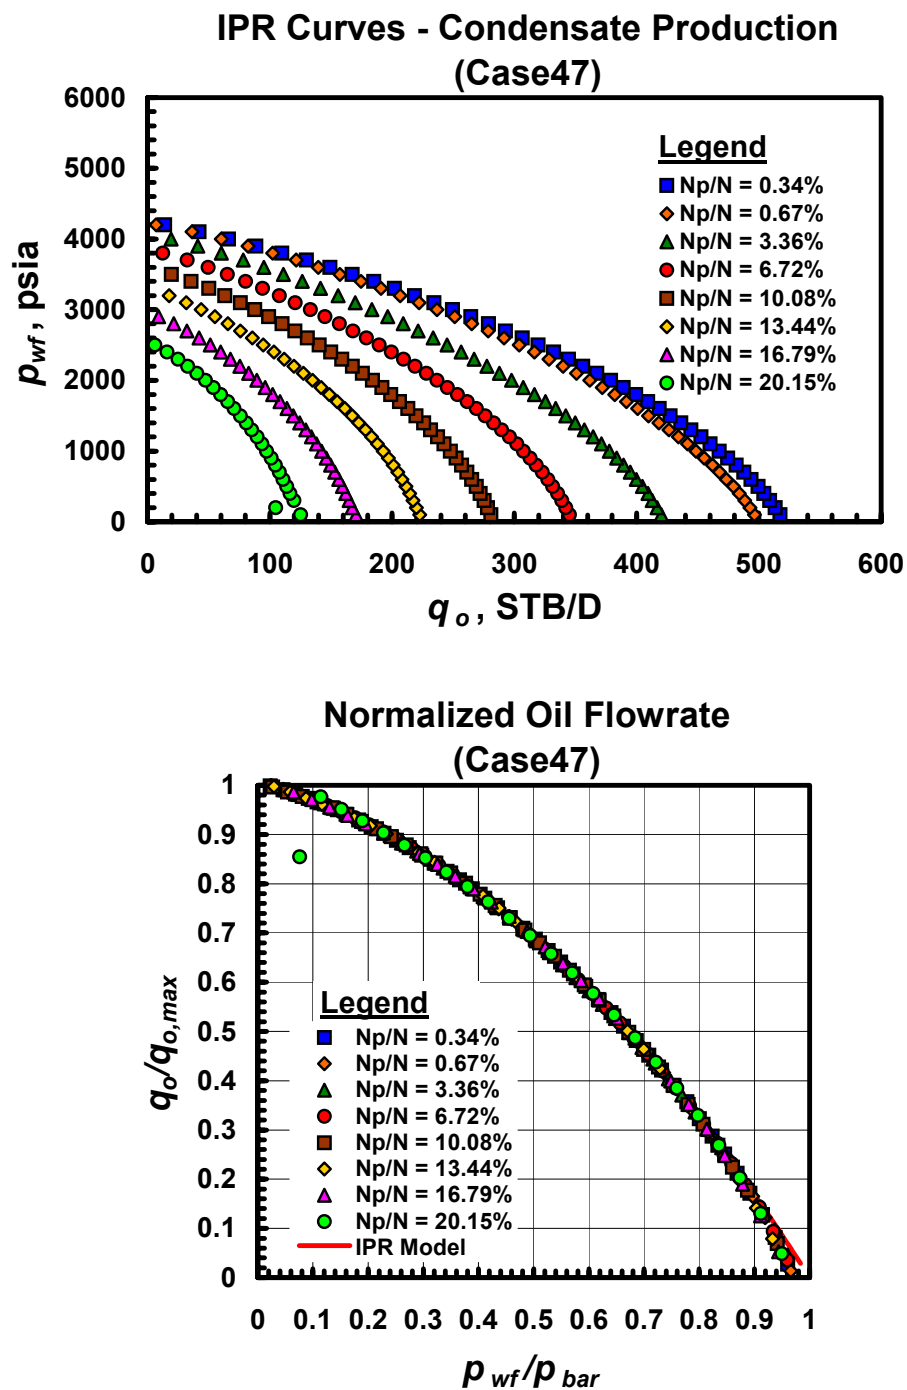 IPR Curves - Condensate Production
(Case47)
6000
5000
4000
3000
2000
1000
0
p wf , psia
Legend
Np/N = 0.34%
Np/N = 0.67%
Np/N = 3.36%
Np/N = 6.72%
Np/N = 10.08%
Np/N = 13.44%
Np/N = 16.79%
Np/N = 20.15%
0 100 200 300 400 500 600
q o , STB/D
Normalized Oil Flowrate
(Case47)
1
0.9
0.8
0.7
0.6
0.5
0.4
0.3
0.2
0.1
0
q o /q o,max
Legend
Np/N = 0.34%
Np/N = 0.67%
Np/N = 3.36%
Np/N = 6.72%
Np/N = 10.08%
Np/N = 13.44%
Np/N = 16.79%
Np/N = 20.15%
IPR Model
0 0.1 0.2 0.3 0.4 0.5 0.6 0.7 0.8 0.9 1
p wf /p bar